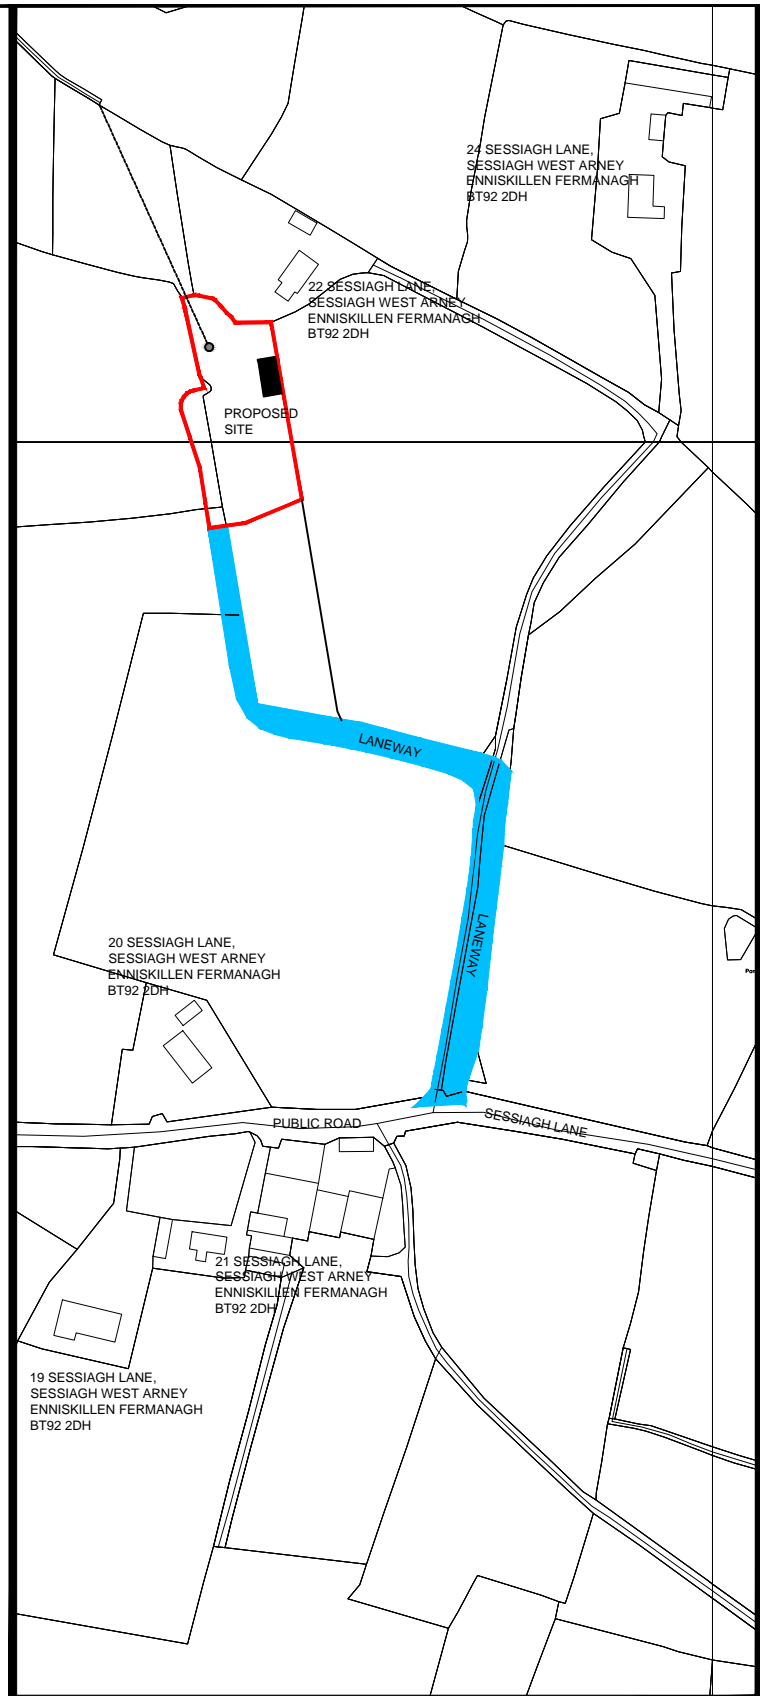 24 SESSIAGH LANE,
SESSIAGH WEST ARNEY
ENNISKILLEN FERMANAGH
BT92 2DH
22 SESSIAGH LANE,
SESSIAGH WEST ARNEY
ENNISKILLEN FERMANAGH
BT92 2DH
PROPOSED
SITE
LANEWAY
LANEWAY
20 SESSIAGH LANE,
SESSIAGH WEST ARNEY
ENNISKILLEN FERMANAGH
BT92 2DH
PUBLIC ROAD
SESSIAGH LANE
21 SESSIAGH LANE,
SESSIAGH WEST ARNEY
ENNISKILLEN FERMANAGH
BT92 2DH
19 SESSIAGH LANE,
SESSIAGH WEST ARNEY
ENNISKILLEN FERMANAGH
BT92 2DH